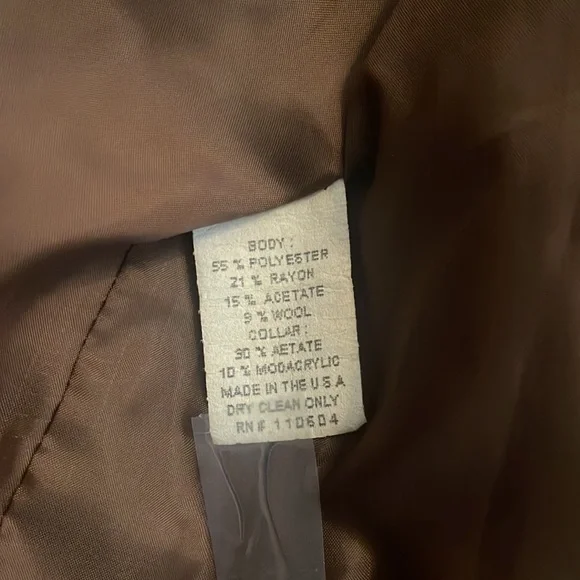 BODY :
55 % POLYESTER
21 % RAYON
15 % ACETATE
9 % WOOL
COLLAR :
90 % AETATE
10 % MODACRYLIC
MADE IN THE U S A
DRY CLEAN ONLY
RN # 110604